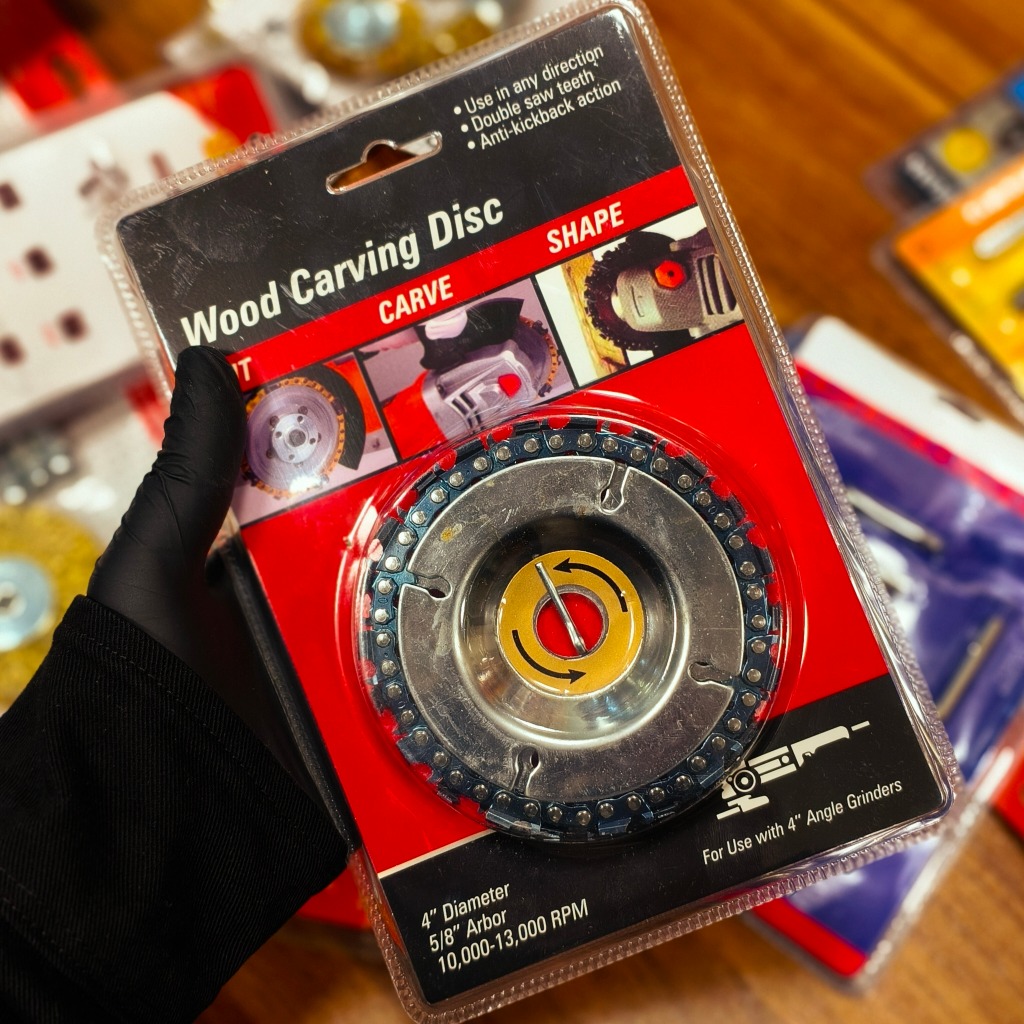 • Use in any direction
• Double saw teeth
• Anti-kickback action
Wood Carving Disc
CARVE
SHAPE
For Use with 4" Angle Grinders
4" Diameter
5/8" Arbor
10,000-13,000 RPM